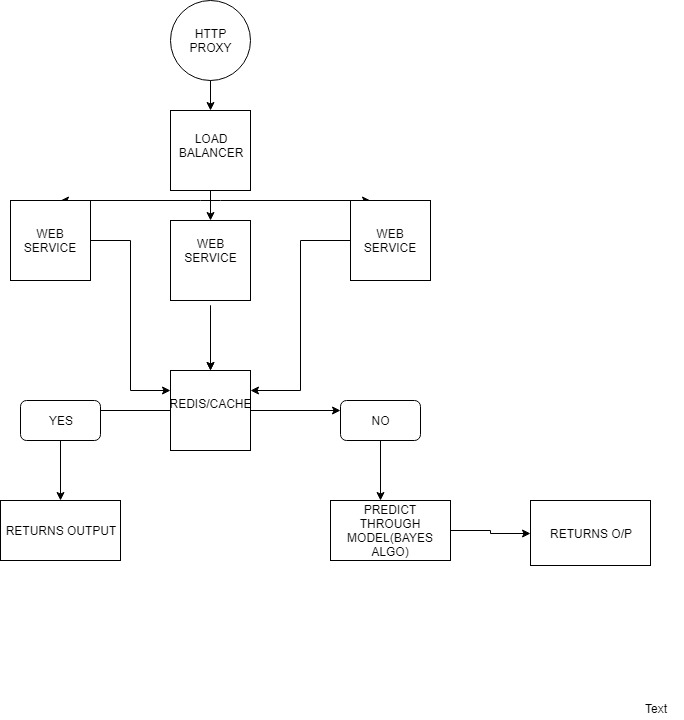 HTTP
PROXY
LOAD
BALANCER
WEB
SERVICE
WEB
SERVICE
WEB
SERVICE
REDIS/CACHE
YES
NO
RETURNS OUTPUT
PREDICT
THROUGH
MODEL(BAYES
ALGO)
RETURNS O/P
Text